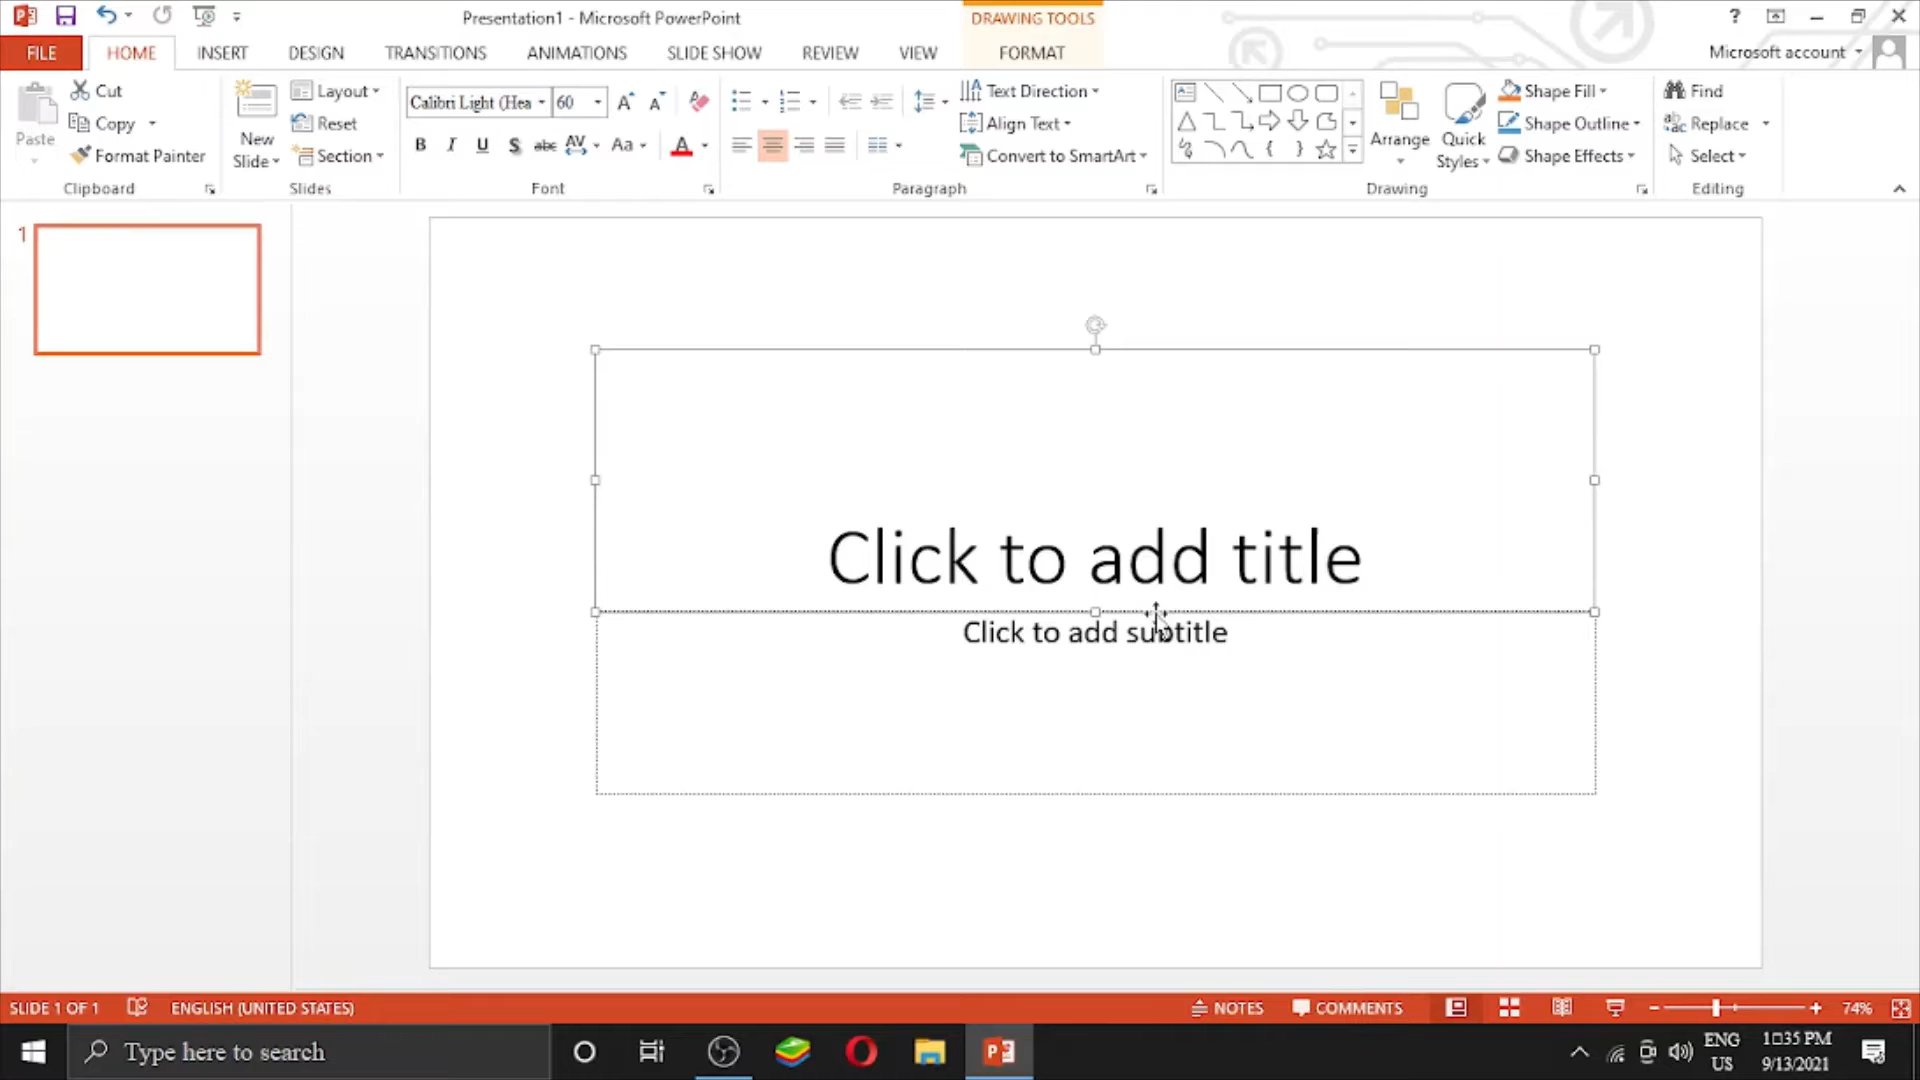 Presentation1 - Microsoft PowerPoint
DRAWING TOOLS
?
FILE
HOME
INSERT
DESIGN
TRANSITIONS
ANIMATIONS
SLIDE SHOW
REVIEW
VIEW
FORMAT
Microsoft account
Paste
Cut
Copy
Format Painter
Clipboard
New
Slide
Layout
Reset
Section
Slides
Calibri Light (Hea
60
B
I
U
S
abc
AV
Aa
A
Font
Text Direction
Align Text
Convert to SmartArt
Paragraph
Arrange
Quick
Styles
Shape Fill
Shape Outline
Shape Effects
Drawing
Find
Replace
Select
Editing
1
Click to add title
Click to add subtitle
SLIDE 1 OF 1
ENGLISH (UNITED STATES)
NOTES
COMMENTS
74%
Type here to search
ENG
US
1□35 PM
9/13/2021